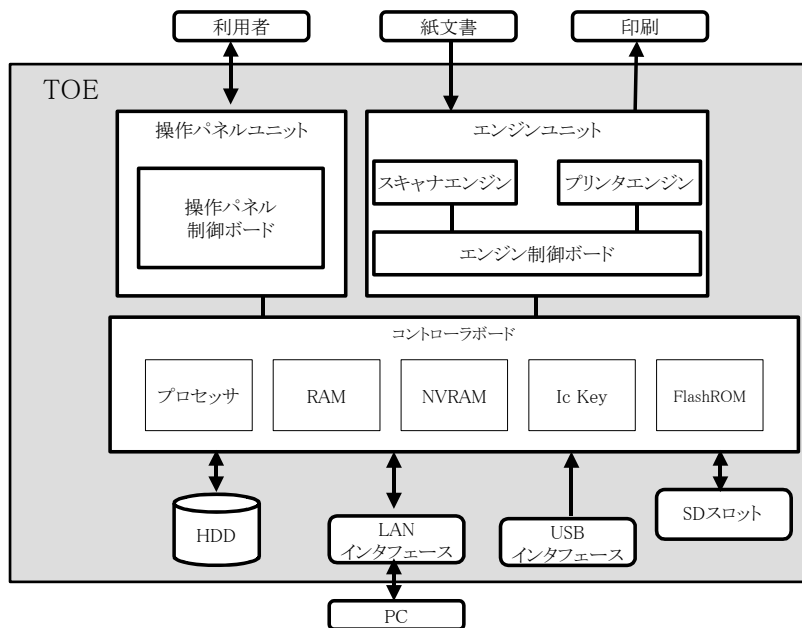 利用者
紙文書
印刷
TOE
操作パネルユニット
エンジンユニット
操作パネル
制御ボード
スキャナエンジン
プリンタエンジン
エンジン制御ボード
コントローラボード
プロセッサ
RAM
NVRAM
Ic Key
FlashROM
HDD
LAN
インタフェース
USB
インタフェース
SDスロット
PC